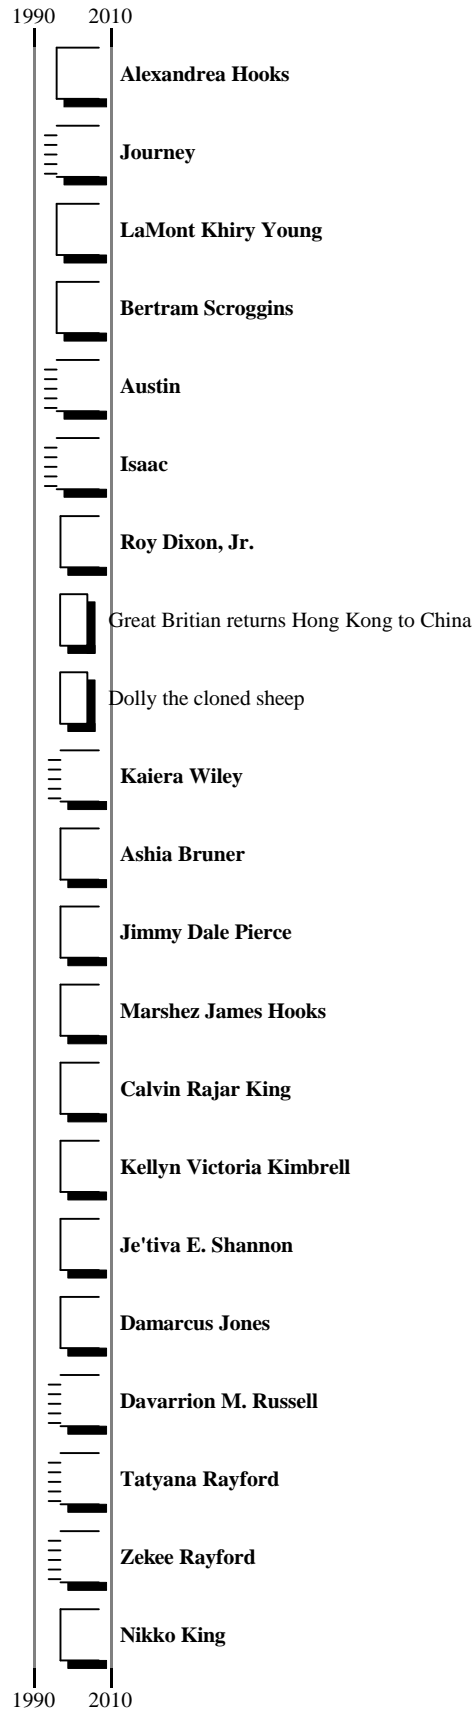 1990 2010
Alexandrea Hooks
Journey
LaMont Khiry Young
Bertram Scroggins
Austin
Isaac
Roy Dixon, Jr.
Great Britian returns Hong Kong to China
Dolly the cloned sheep
Kaiera Wiley
Ashia Bruner
Jimmy Dale Pierce
Marshez James Hooks
Calvin Rajar King
Kellyn Victoria Kimbrell
Je'tiva E. Shannon
Damarcus Jones
Davarrion M. Russell
Tatyana Rayford
Zekee Rayford
Nikko King
1990 2010